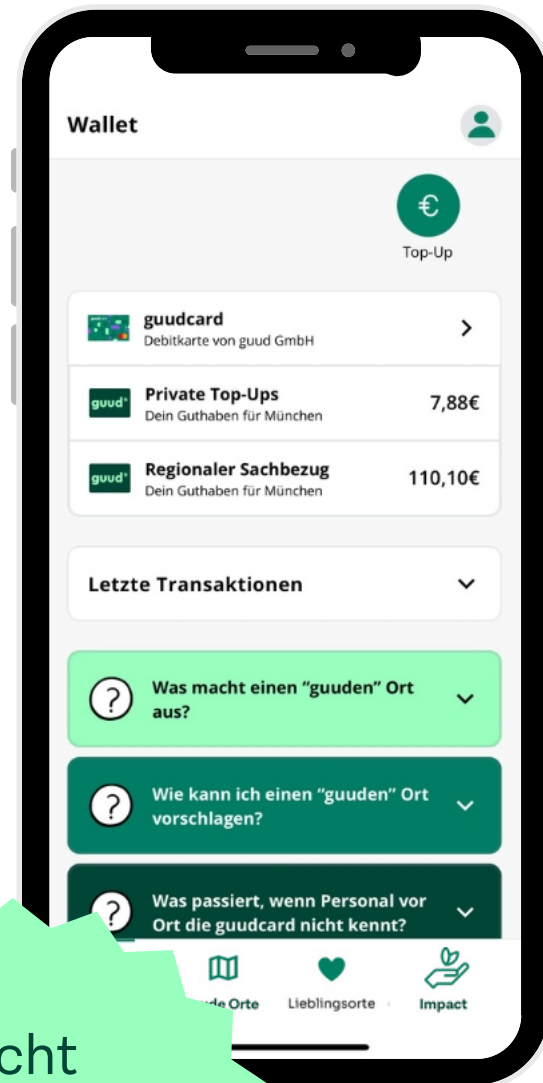 Wallet
€
Top-Up
guudcard
Debitkarte von guud GmbH
guud
Private Top-Ups
7,88€
Dein Guthaben für München
guud
Regionaler Sachbezug
110,10€
Dein Guthaben für München
Letzte Transaktionen
?
Was macht einen “guuden” Ort
aus?
?
Wie kann ich einen “guuden” Ort
vorschlagen?
?
Was passiert, wenn Personal vor
Ort die guudcard nicht kennt?
Orte
Lieblingsorte
Impact